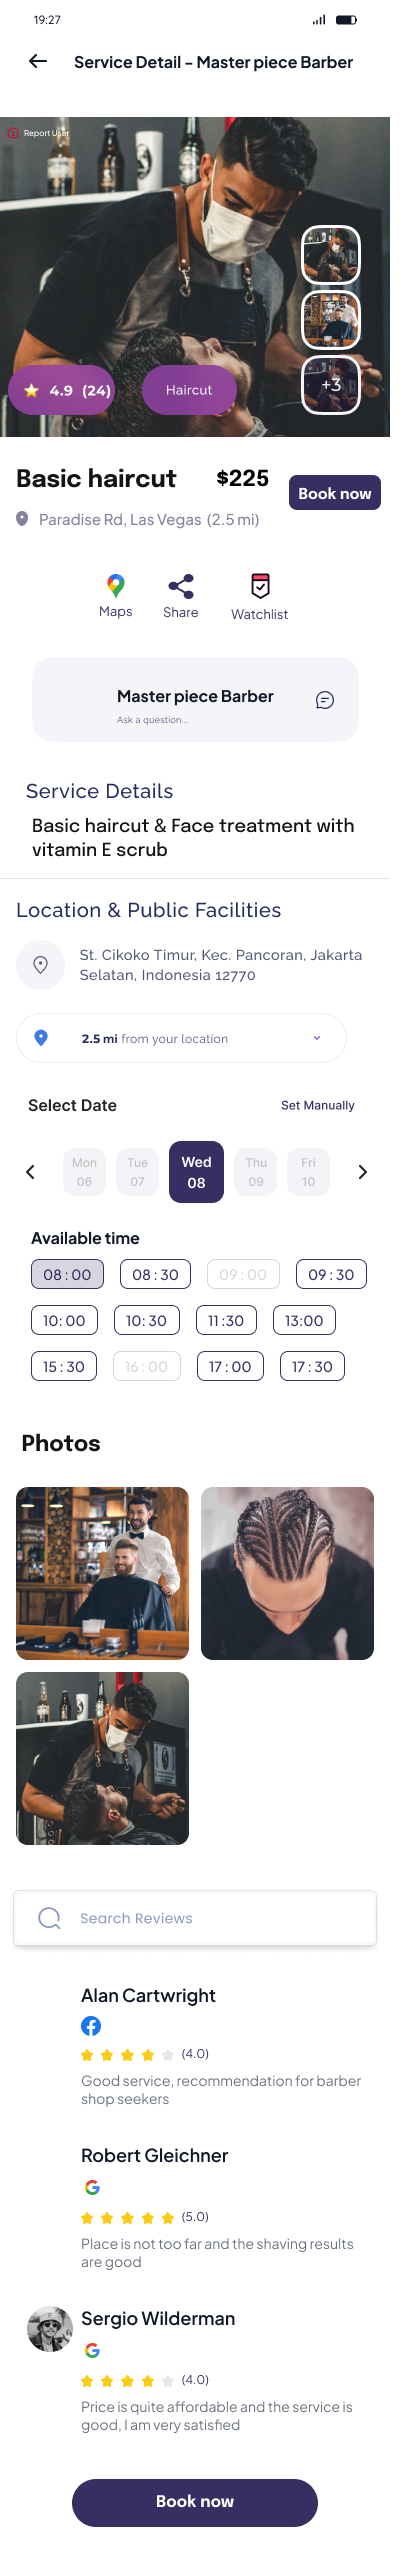 19:27
Service Detail - Master piece Barber
Report User
+3
4.9 (24)
Haircut
Basic haircut
$225
Book now
Paradise Rd, Las Vegas (2.5 mi)
Maps
Share
Watchlist
Master piece Barber
Ask a question...
Service Details
Basic haircut & Face treatment with
vitamin E scrub
Location & Public Facilities
St. Cikoko Timur, Kec. Pancoran, Jakarta
Selatan, Indonesia 12770
2.5 mi from your location
Select Date
Set Manually
Mon
06
Tue
07
Wed
08
Thu
09
Fri
10
Available time
08 : 00
08 : 30
09 : 00
09 : 30
10: 00
10: 30
11 :30
13:00
15 : 30
16 : 00
17 : 00
17 : 30
Photos
Search Reviews
Alan Cartwright
(4.0)
Good service, recommendation for barber
shop seekers
Robert Gleichner
(5.0)
Place is not too far and the shaving results
are good
Sergio Wilderman
(4.0)
Price is quite affordable and the service is
good, I am very satisfied
Book now